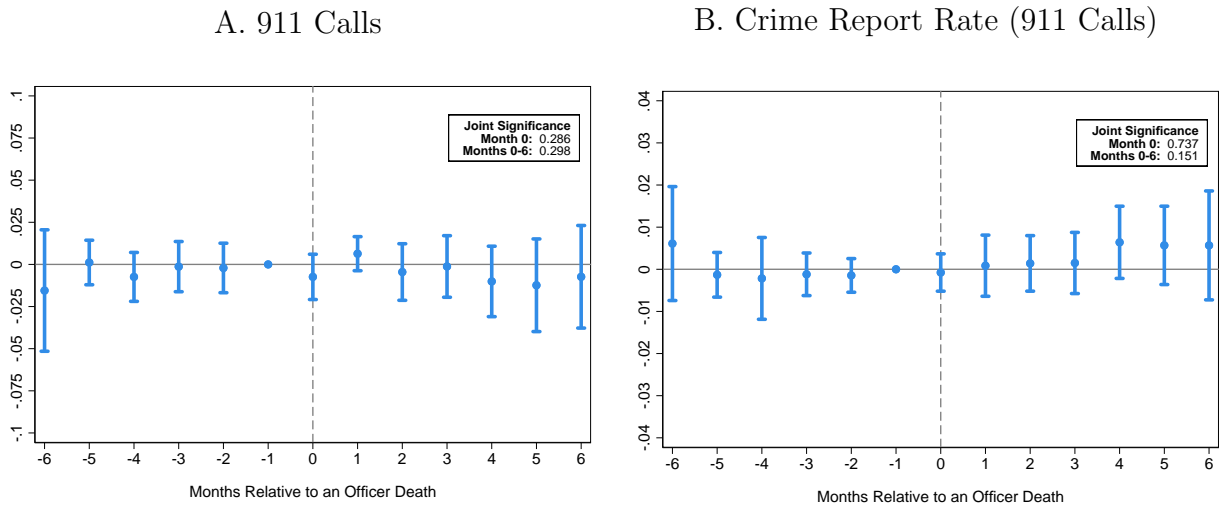 A. 911 Calls
.1
.075
.05
.025
0
-.025
-.05
-.075
-.1
Joint Significance
Month 0: 0.286
Months 0-6: 0.298
-6 -5 -4 -3 -2 -1 0 1 2 3 4 5 6
Months Relative to an Officer Death
B. Crime Report Rate (911 Calls)
.04
.03
.02
.01
0
-.01
-.02
-.03
-.04
Joint Significance
Month 0: 0.737
Months 0-6: 0.151
-6 -5 -4 -3 -2 -1 0 1 2 3 4 5 6
Months Relative to an Officer Death